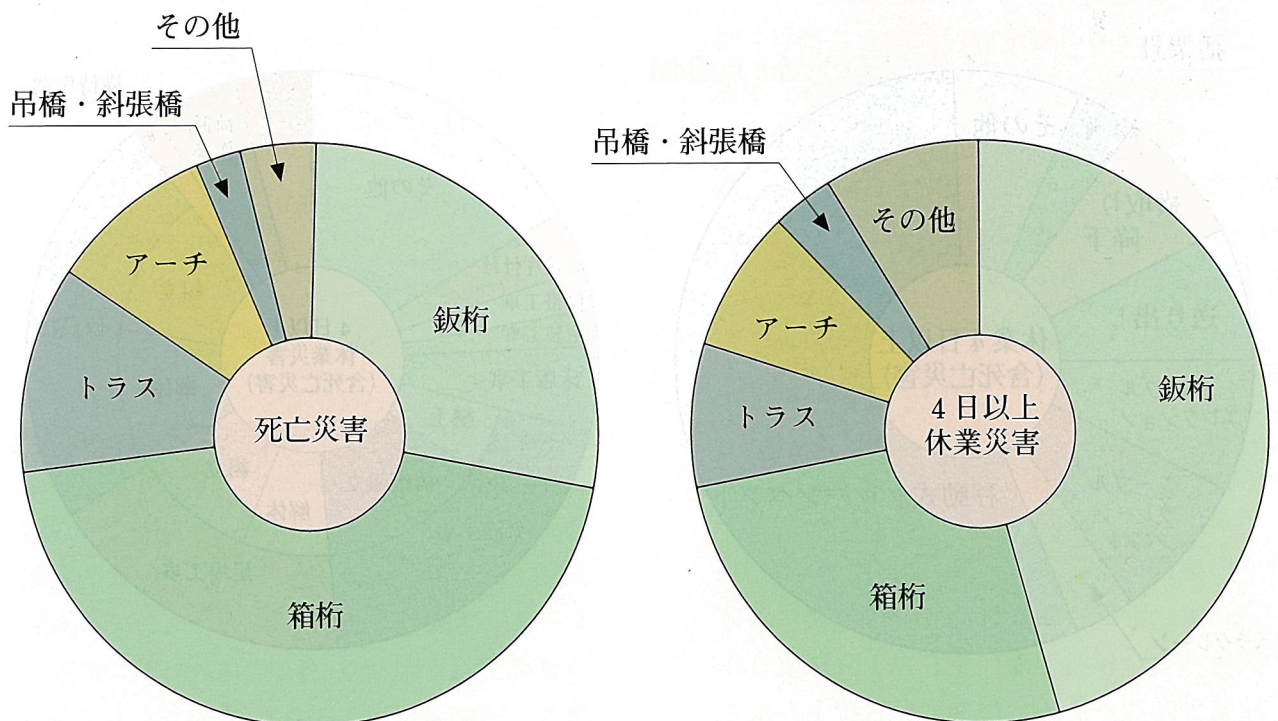 その他
吊橋・斜張橋
アーチ
トラス
鈑桁
死亡災害
箱桁
吊橋・斜張橋
その他
アーチ
トラス
鈑桁
4日以上
休業災害
箱桁